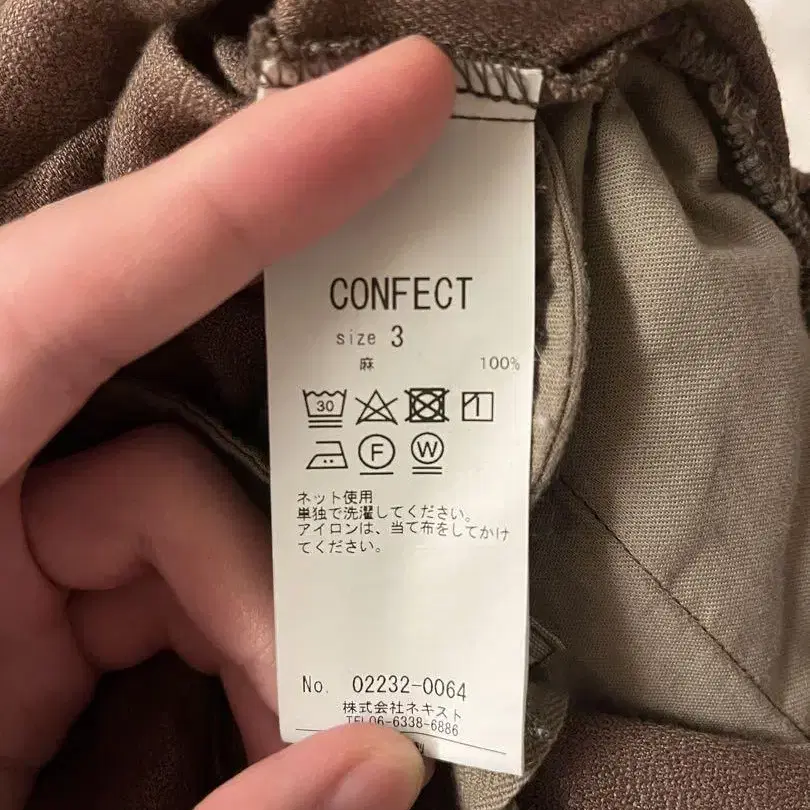 CONFECT
size 3
麻 100%
30
F W
ネット使用
単独で洗濯してください。
アイロンは、当て布をしてかけ
てください。
No. 02232-0064
株式会社ネキスト
TEL06-6338-6886